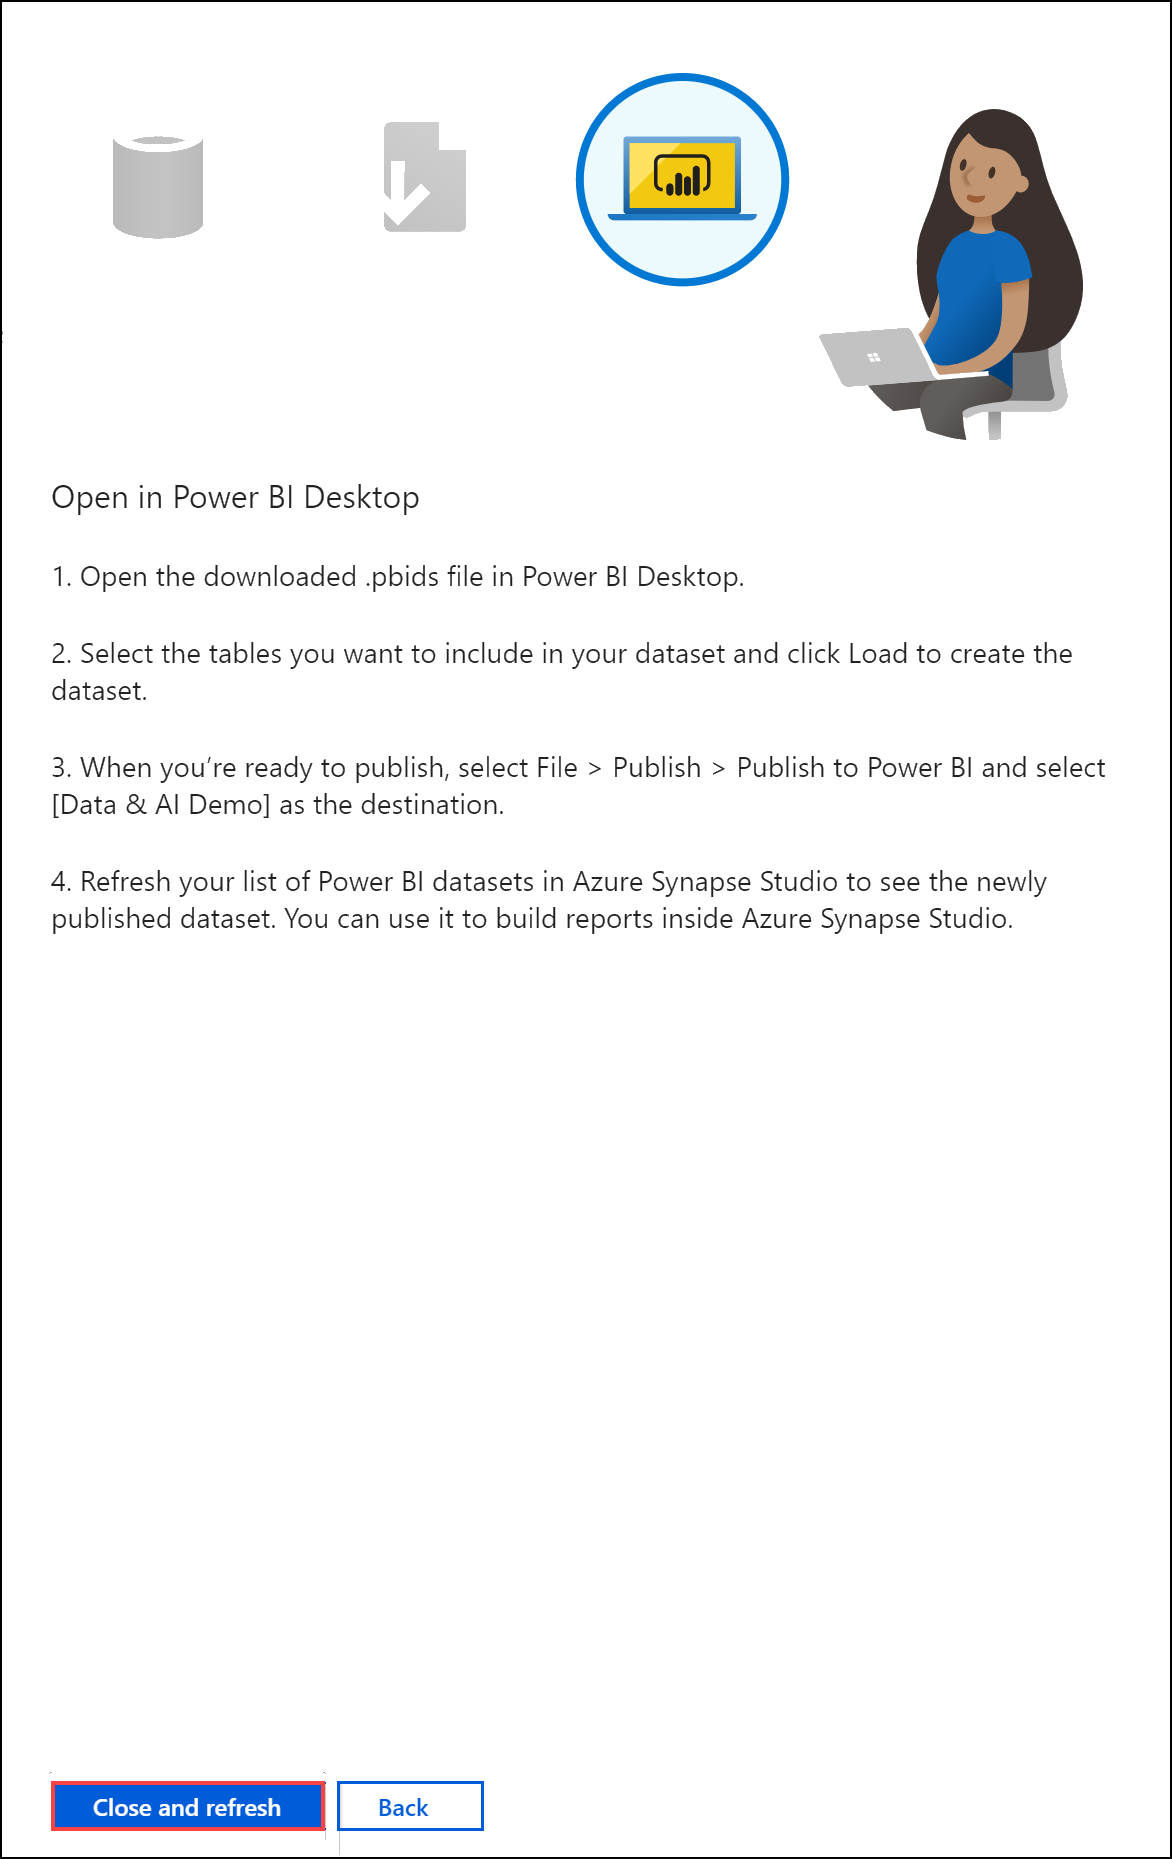 Open in Power BI Desktop
1. Open the downloaded .pbids file in Power BI Desktop.
2. Select the tables you want to include in your dataset and click Load to create the
dataset.
3. When you’re ready to publish, select File > Publish > Publish to Power BI and select
[Data & AI Demo] as the destination.
4. Refresh your list of Power BI datasets in Azure Synapse Studio to see the newly
published dataset. You can use it to build reports inside Azure Synapse Studio.
Close and refresh
Back